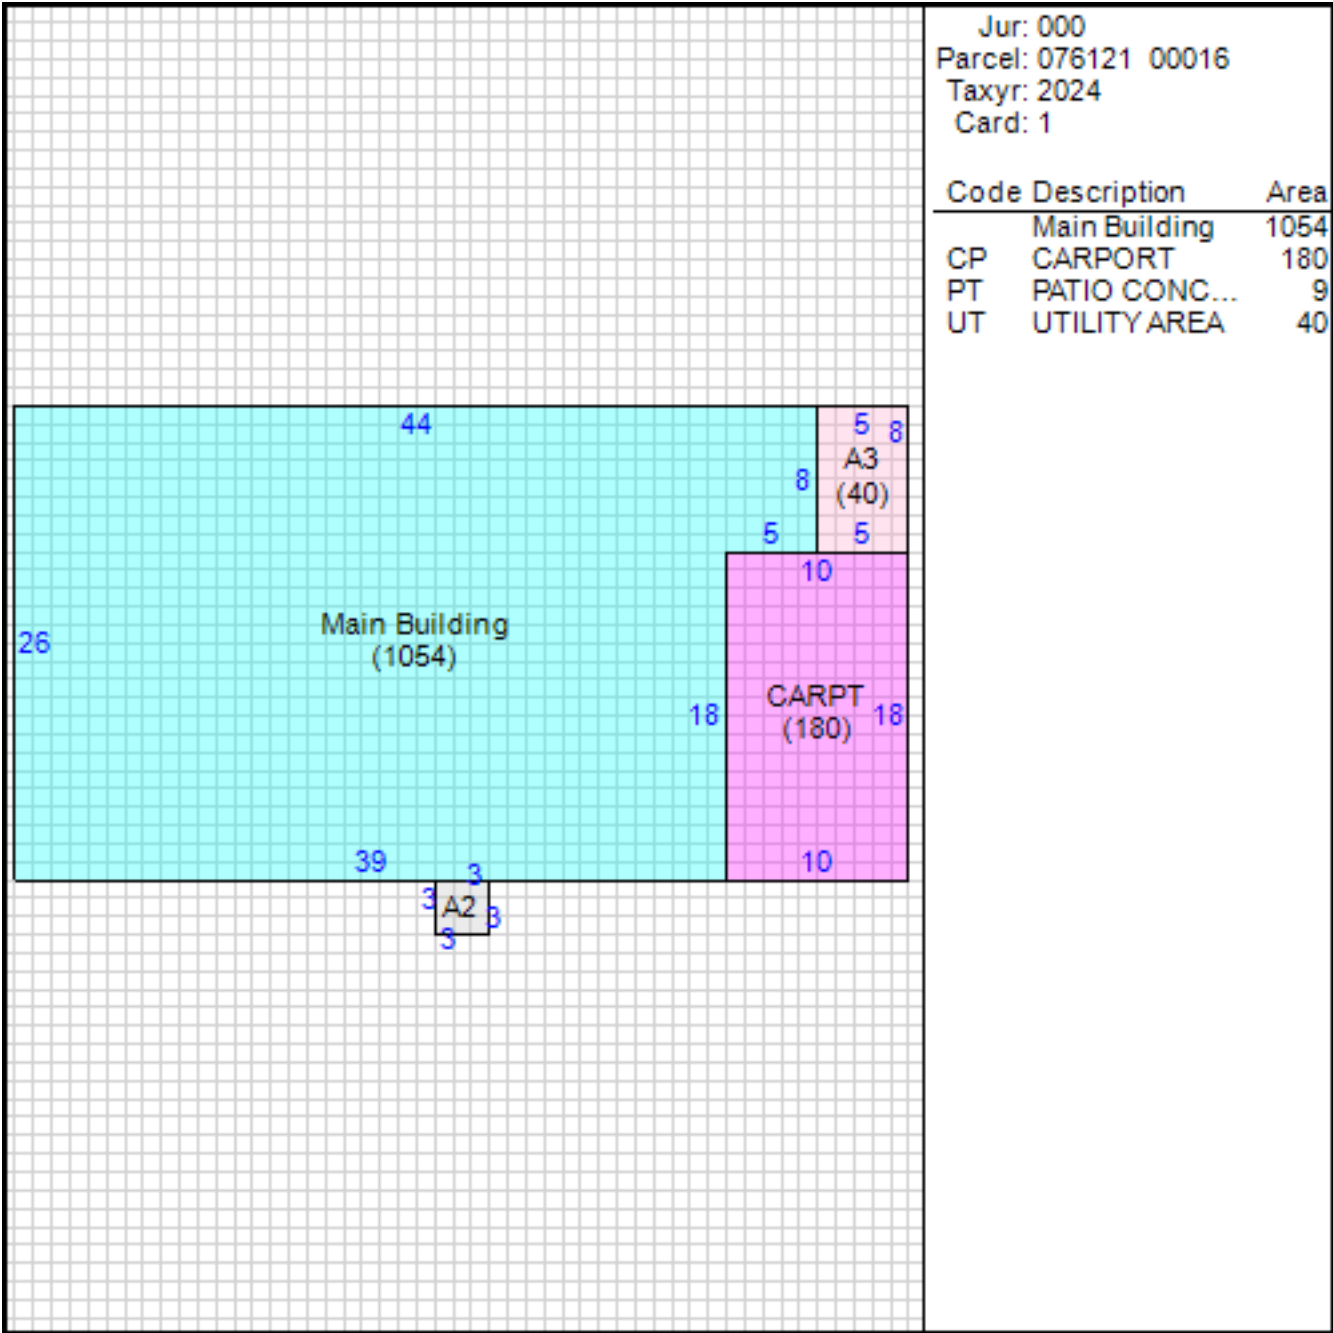 Jur: 000
Parcel: 076121 00016
Taxyr: 2024
Card: 1
Code Description Area
Main Building 1054
CP CARPORT 180
PT PATIO CONC... 9
UT UTILITY AREA 40
44
5
8
A3
(40)
8
5
5
10
Main Building
(1054)
26
CARPT
(180)
18
18
39
10
3
3
A2
3
3